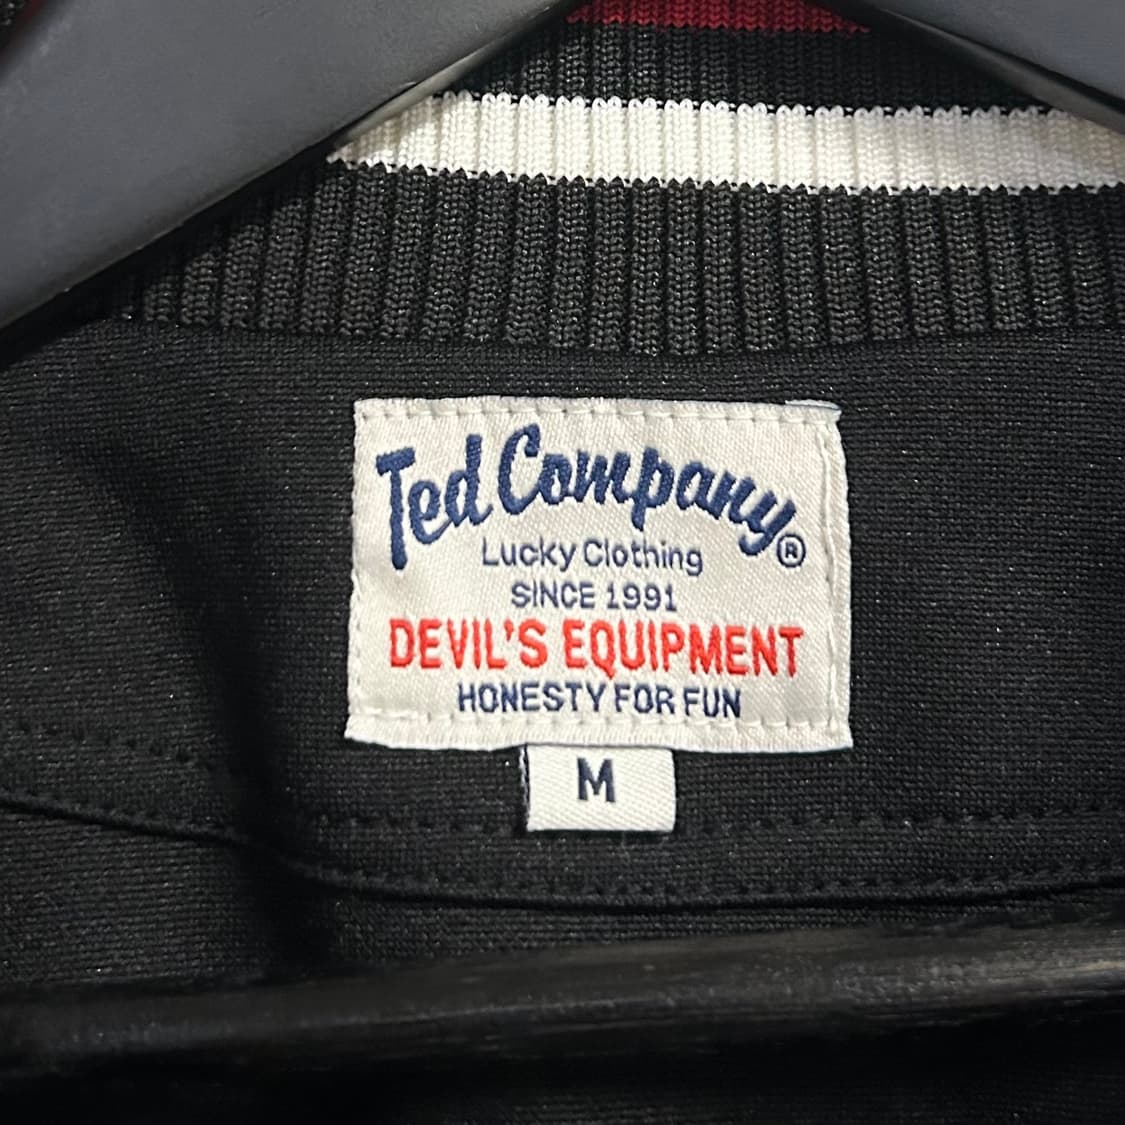 Ted Company®
Lucky Clothing
SINCE 1991
DEVIL'S EQUIPMENT
HONESTY FOR FUN
M